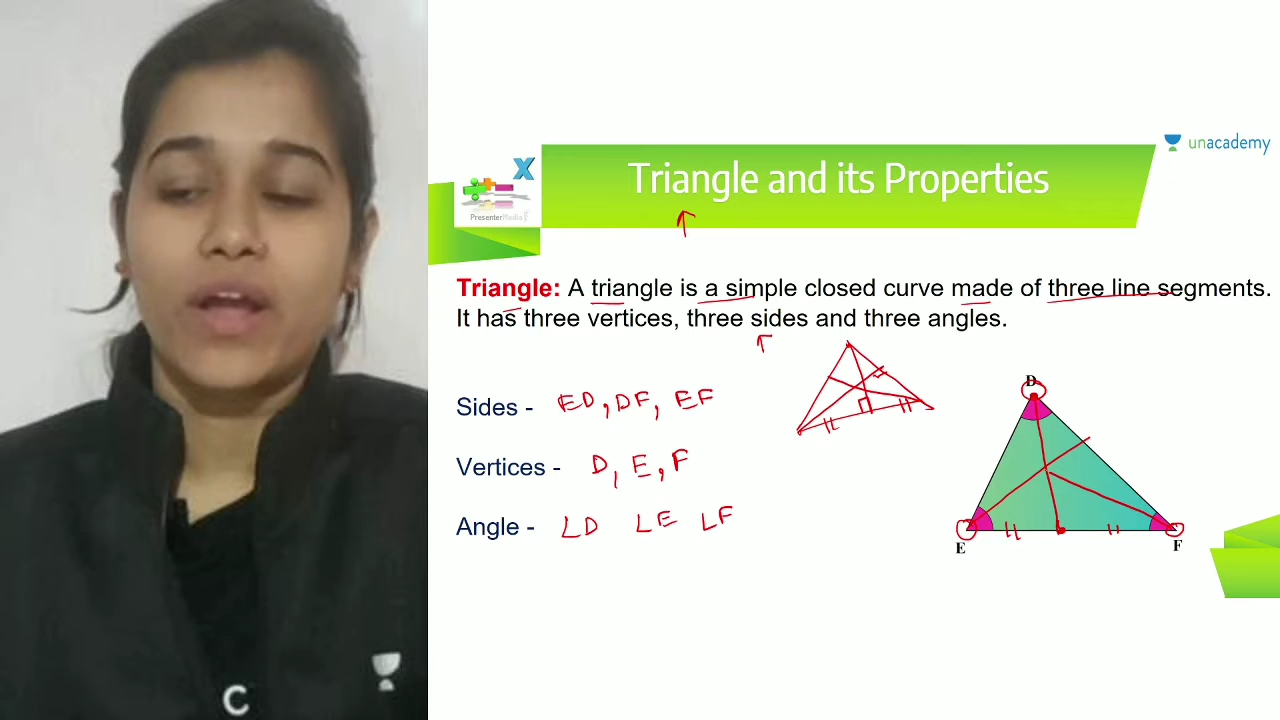 unacademy
Triangle and its Properties
PresenterMedia
Triangle: A triangle is a simple closed curve made of three line segments.
It has three vertices, three sides and three angles.
Sides - ED, DF, EF
Vertices - D, E, F
Angle - ∠D ∠E ∠F
D
E
F
C